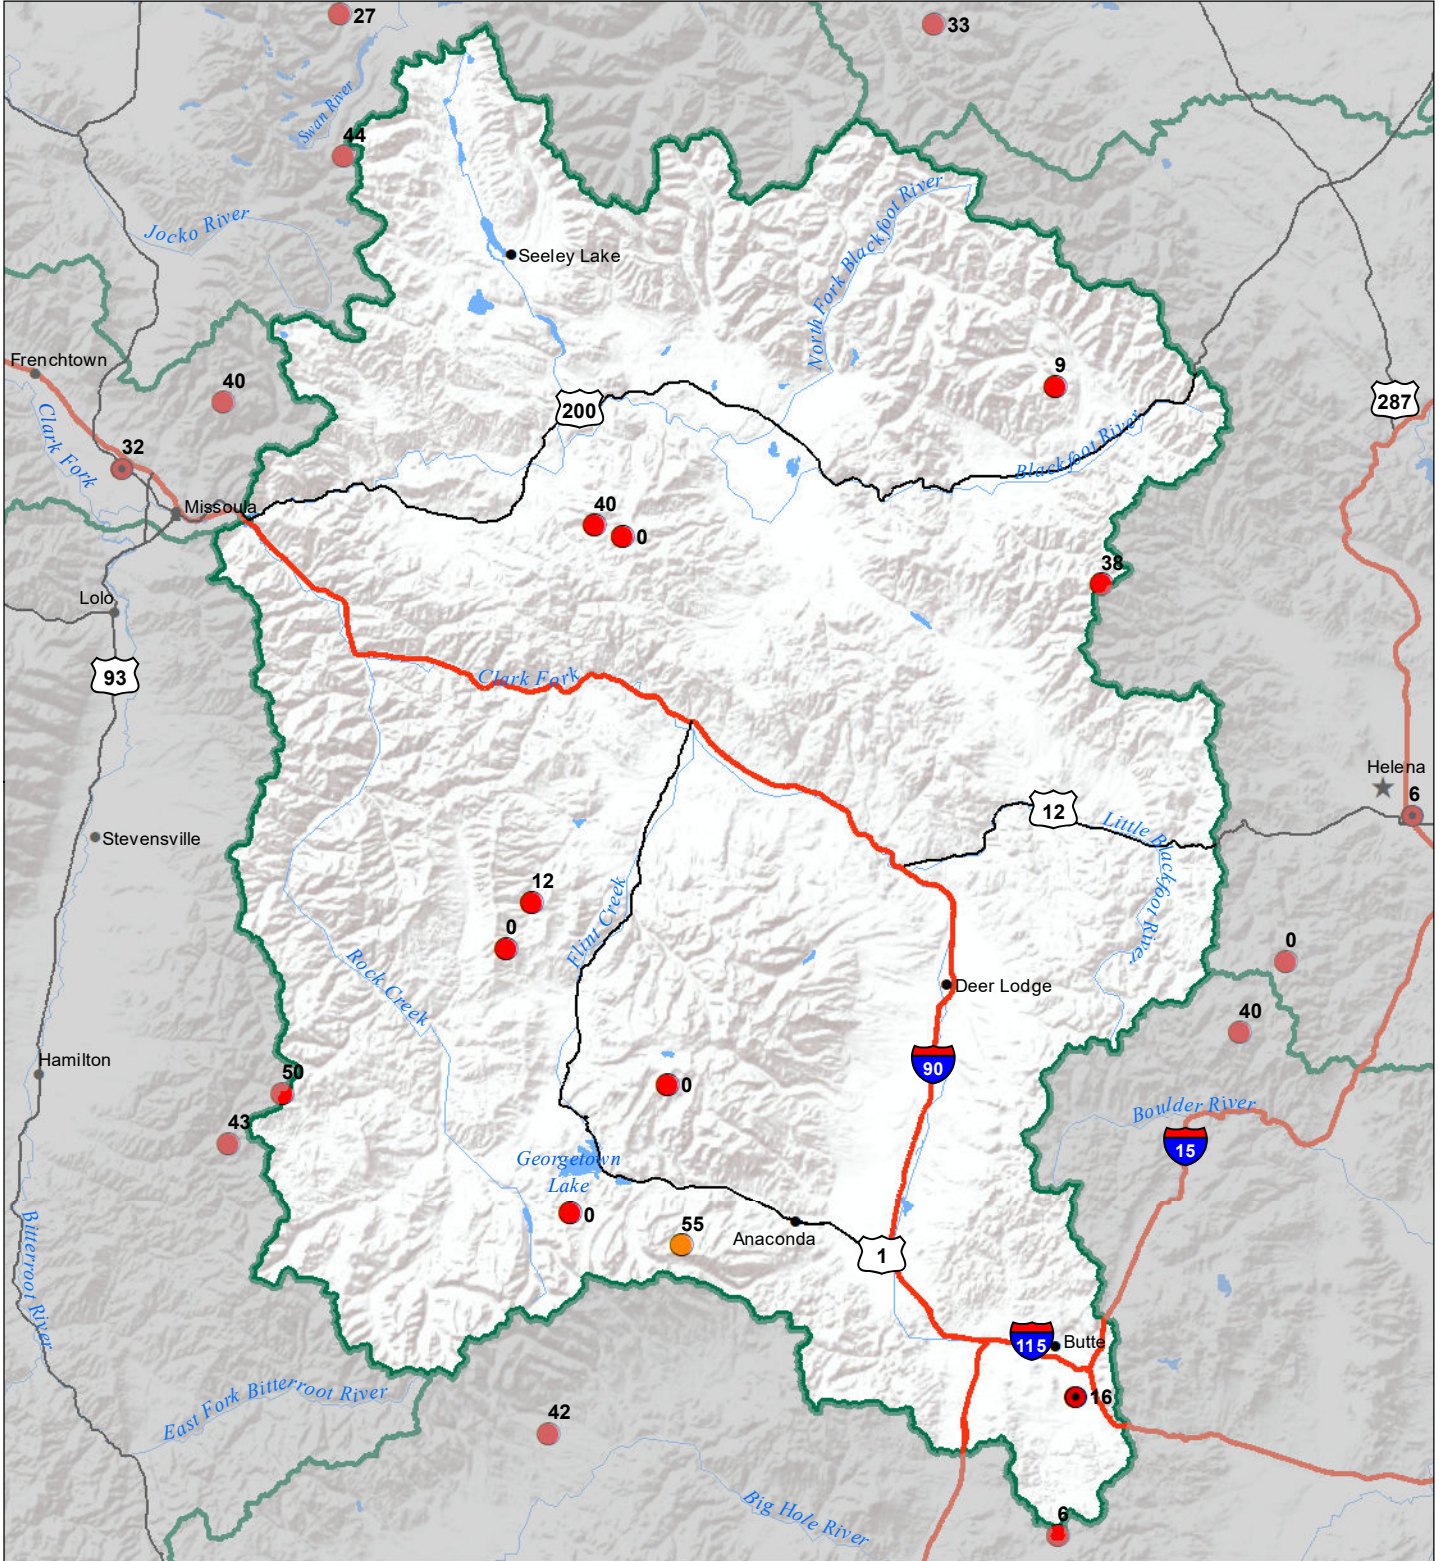 27
33
Swan River
44
Jocko River
North Fork Blackfoot River
Seeley Lake
Frenchtown
40
9
200
287
Clark Fork
32
Blackfoot River
Missoula
40
0
38
Lolo
93
Clark Fork
Helena
6
12
Little Blackfoot River
Stevensville
12
0
Flint Creek
Rock Creek
0
Deer Lodge
40
Hamilton
50
0
90
43
Boulder River
15
Georgetown
Lake
0
55
Anaconda
1
Bitterroot River
115
Butte
16
East Fork Bitterroot River
42
Big Hole River
6